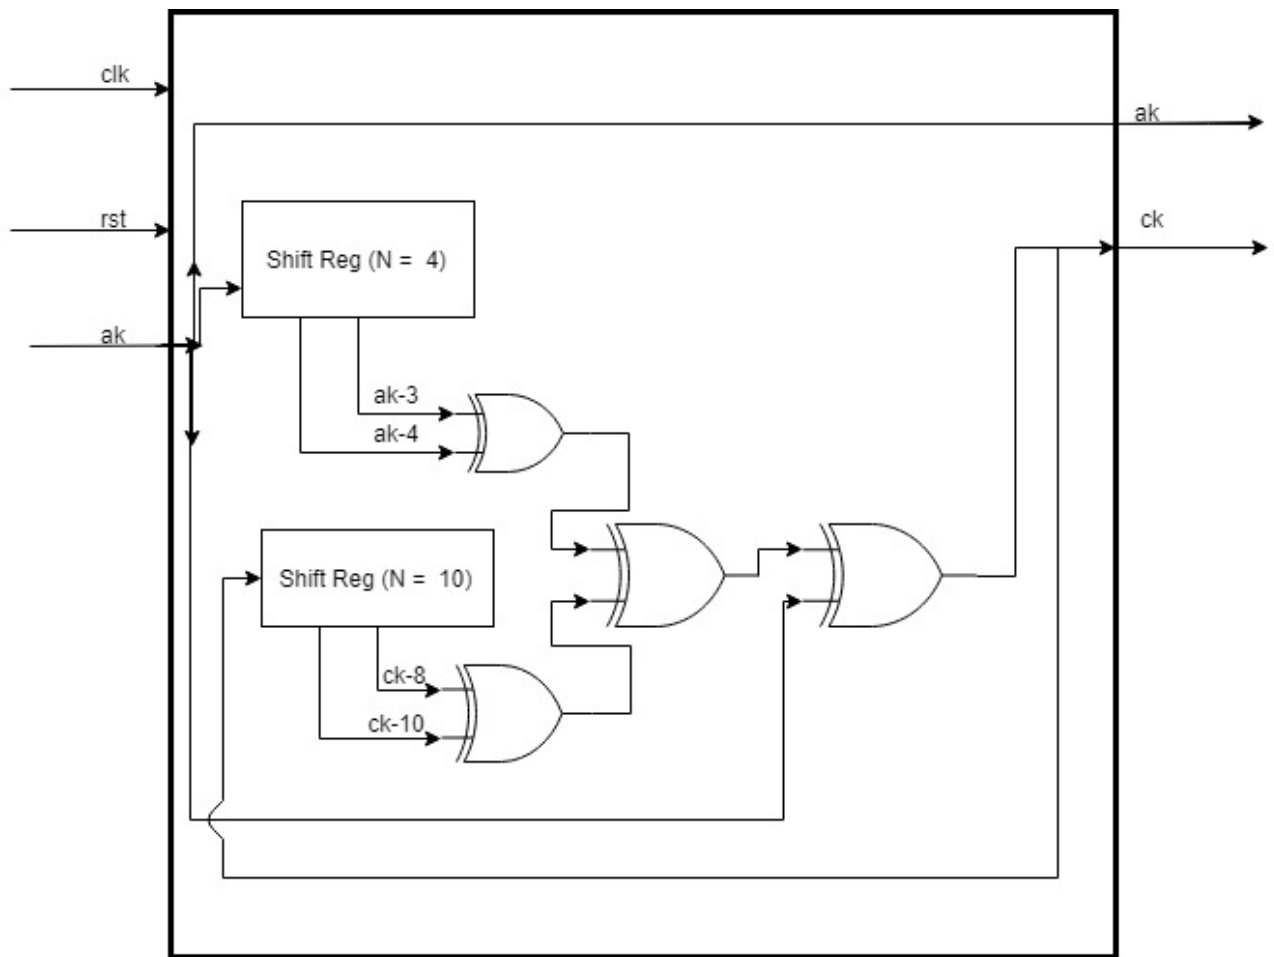 clk
ak
rst
ck
Shift Reg (N =  4)
ak
ak-3
ak-4
Shift Reg (N =  10)
ck-8
ck-10